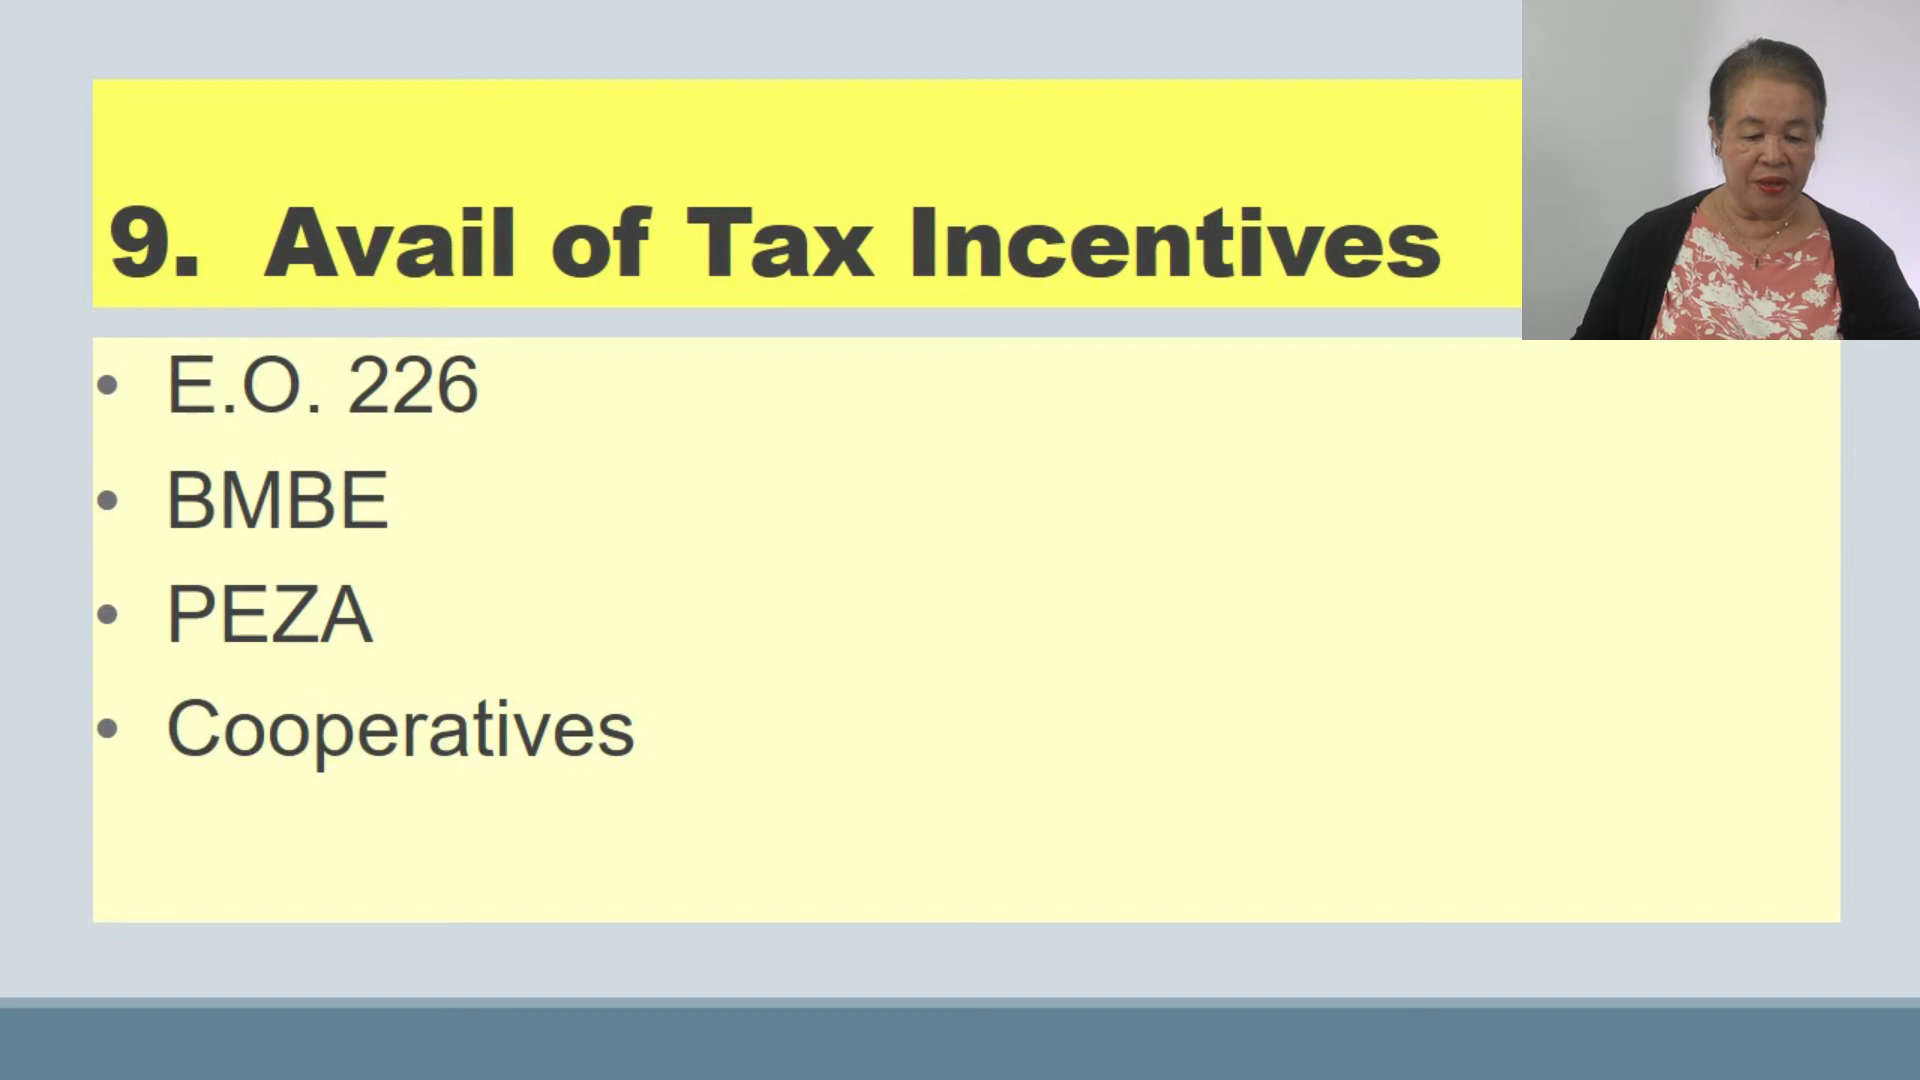 9. Avail of Tax Incentives
• E.O. 226
• BMBE
• PEZA
• Cooperatives